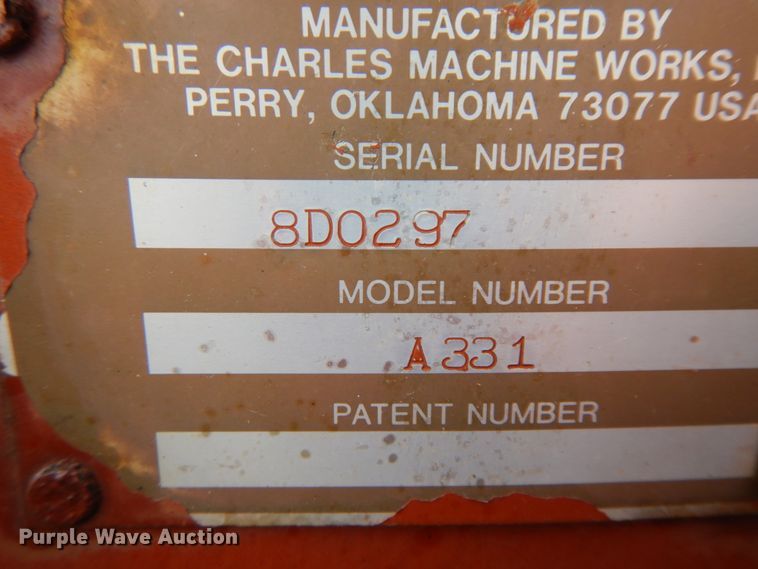 MANUFACTURED BY
THE CHARLES MACHINE WORKS,
PERRY, OKLAHOMA 73077 USA
SERIAL NUMBER
8D0297
MODEL NUMBER
A331
PATENT NUMBER
Purple Wave Auction